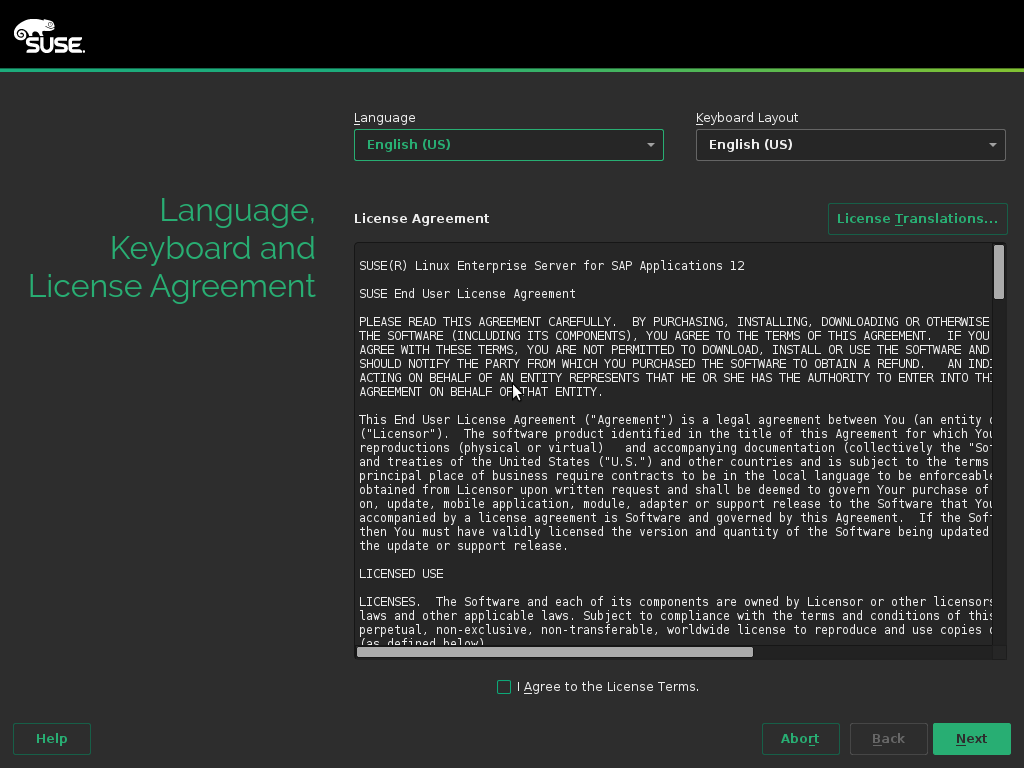 SUSE
Language Keyboard Layout
English (US) English (US)
Language,
Keyboard and
License Agreement
License Agreement License Translations...
SUSE(R) Linux Enterprise Server for SAP Applications 12
SUSE End User License Agreement
PLEASE READ THIS AGREEMENT CAREFULLY.  BY PURCHASING, INSTALLING, DOWNLOADING OR OTHERWISE
THE SOFTWARE (INCLUDING ITS COMPONENTS), YOU AGREE TO THE TERMS OF THIS AGREEMENT.  IF YOU
AGREE WITH THESE TERMS, YOU ARE NOT PERMITTED TO DOWNLOAD, INSTALL OR USE THE SOFTWARE AND
SHOULD NOTIFY THE PARTY FROM WHICH YOU PURCHASED THE SOFTWARE TO OBTAIN A REFUND.   AN
ACTING ON BEHALF OF AN ENTITY REPRESENTS THAT HE OR SHE HAS THE AUTHORITY TO ENTER INTO
AGREEMENT ON BEHALF OF THAT ENTITY.
This End User License Agreement ("Agreement") is a legal agreement between You (an entity
("Licensor").  The software product identified in the title of this Agreement for which You
reproductions (physical or virtual)   and accompanying documentation (collectively the
and treaties of the United States ("U.S.") and other countries and is subject to the terms
principal place of business require contracts to be in the local language to be enforceable
obtained from Licensor upon written request and shall be deemed to govern Your purchase of
on, update, mobile application, module, adapter or support release to the Software that You
accompanied by a license agreement is Software and governed by this Agreement.  If the
then You must have validly licensed the version and quantity of the Software being updated
the update or support release.
LICENSED USE
LICENSES.  The Software and each of its components are owned by Licensor or other licensors
laws and other applicable laws. Subject to compliance with the terms and conditions of this
perpetual, non-exclusive, non-transferable, worldwide license to reproduce and use copies
(as defined below)
I Agree to the License Terms.
Help Abort Back Next